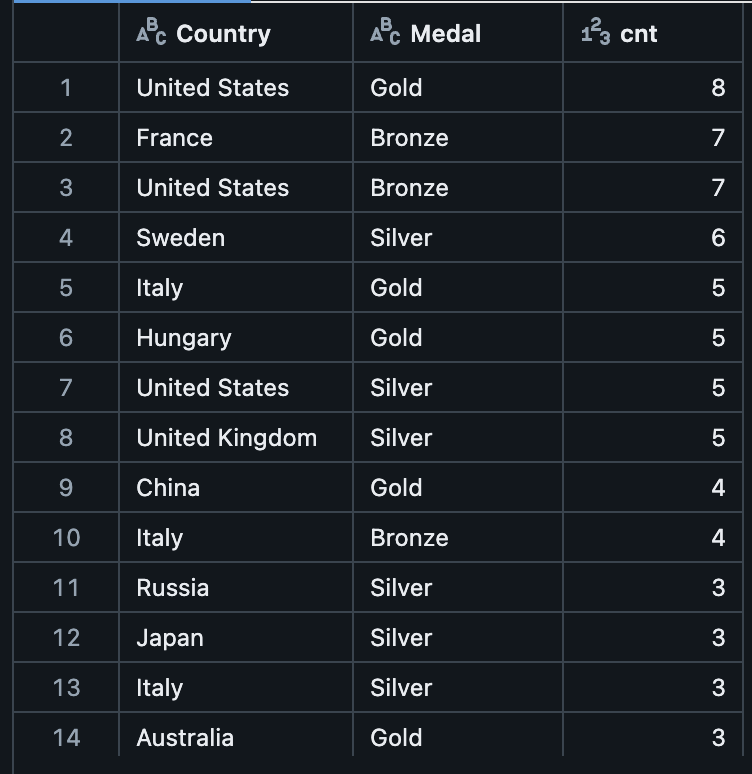 ABC Country ABC Medal 123 cnt
1 United States Gold 8
2 France Bronze 7
3 United States Bronze 7
4 Sweden Silver 6
5 Italy Gold 5
6 Hungary Gold 5
7 United States Silver 5
8 United Kingdom Silver 5
9 China Gold 4
10 Italy Bronze 4
11 Russia Silver 3
12 Japan Silver 3
13 Italy Silver 3
14 Australia Gold 3